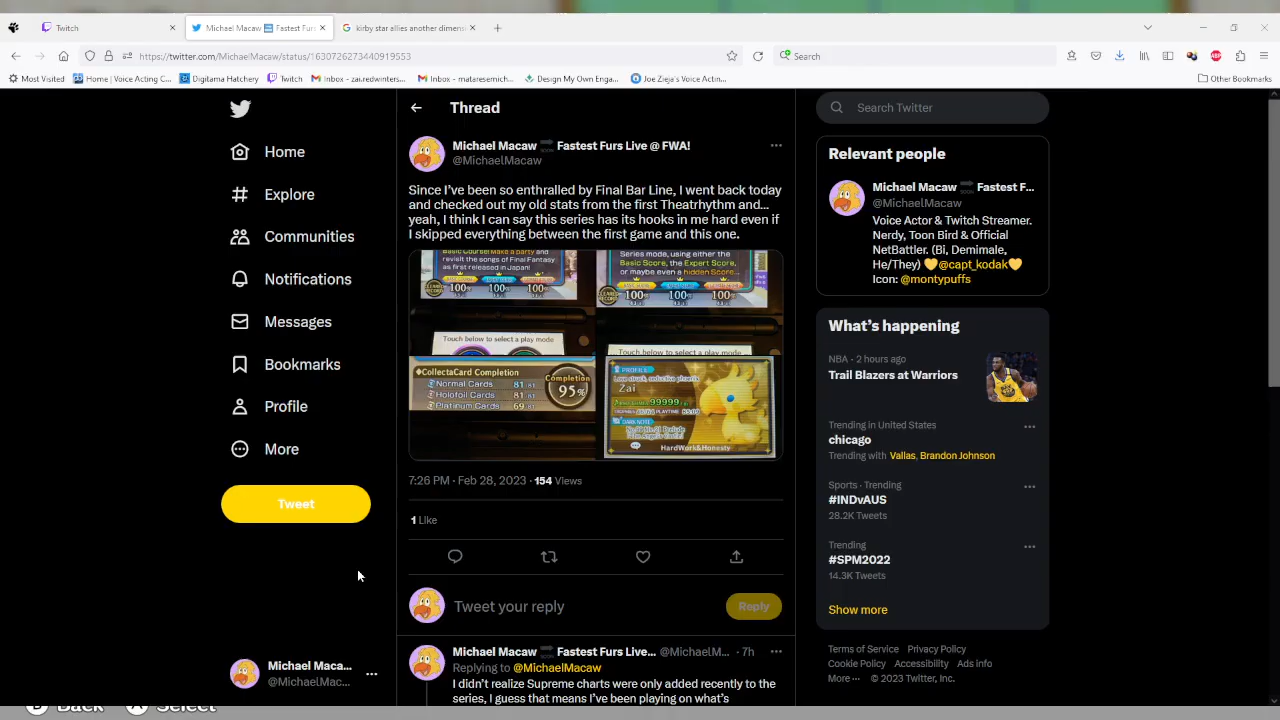 Twitch
Michael Macaw 🔜 Fastest Furs
kirby star allies another dimens
https://twitter.com/MichaelMacaw/status/1630726273440919553
Search
Most Visited
Home | Voice Acting C...
Digitama Hatchery
Twitch
Inbox - zairedwinters...
Inbox - mataresemich...
Design My Own Enga...
Joe Zieja's Voice Actin...
Other Bookmarks
Home
Explore
Communities
Notifications
Messages
Bookmarks
Profile
More
Tweet
Michael Maca...
@MichaelMac...
Thread
Michael Macaw 🔜 Fastest Furs Live @ FWA!
@MichaelMacaw
Since I've been so enthralled by Final Bar Line, I went back today
and checked out my old stats from the first Theatrhythm and...
yeah, I think I can say this series has its hooks in me hard even if
I skipped everything between the first game and this one.
Basic Course! Make a party and
revisit the songs of Final Fantasy
as first released in Japan!
100%
100%
100%
Touch below to select a play mode
Series mode, using either the
Basic Score, the Expert Score,
or maybe even a hidden Score...
100%
100%
100%
Touch below to select a play mode
CollectaCard Completion
Normal Cards 81/81
Holofoil Cards 81/81
Platinum Cards 69/81
Completion
95%
PROFILE
Zai
99999
PLAYTIME
DARK NOTE
HardWork&Honesty
7:26 PM · Feb 28, 2023 · 154 Views
1 Like
Tweet your reply
Reply
Michael Macaw 🔜 Fastest Furs Live... @MichaelM... · 7h
Replying to @MichaelMacaw
I didn't realize Supreme charts were only added recently to the
series, I guess that means I've been playing on what's
Search Twitter
Relevant people
Michael Macaw 🔜 Fastest F...
@MichaelMacaw
Voice Actor & Twitch Streamer.
Nerdy, Toon Bird & Official
NetBattler. (Bi, Demimale,
He/They) 💛@capt_kodak💛
Icon: @montypuffs
What's happening
NBA · 2 hours ago
Trail Blazers at Warriors
Trending in United States
chicago
Trending with Vallas, Brandon Johnson
Sports · Trending
#INDvAUS
28.2K Tweets
Trending
#SPM2022
14.3K Tweets
Show more
Terms of Service Privacy Policy
Cookie Policy Accessibility Ads info
More ··· © 2023 Twitter, Inc.
Back
Select